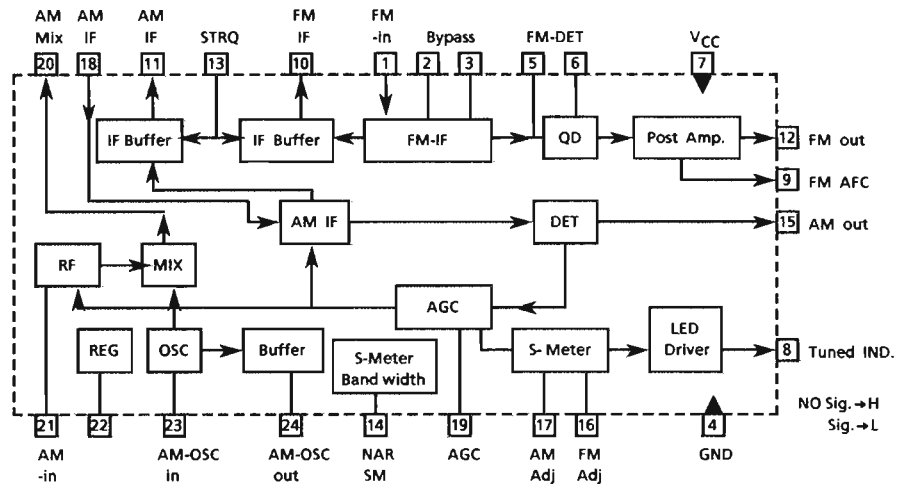 AM AM AM FM FM
Mix IF IF STRQ IF -in Bypass FM-DET VCC
20 18 11 13 10 1 2 3 5 6 7
IF Buffer IF Buffer FM-IF QD Post Amp. 12 FM out
9 FM AFC
AM IF DET 15 AM out
RF MIX
AGC
REG OSC Buffer S-Meter Band width S-Meter LED Driver 8 Tuned IND.
NO Sig.→H
21 22 23 24 14 19 17 16 4 Sig.→L
AM AM-OSC AM-OSC NAR AGC AM FM GND
-in in out SM Adj Adj